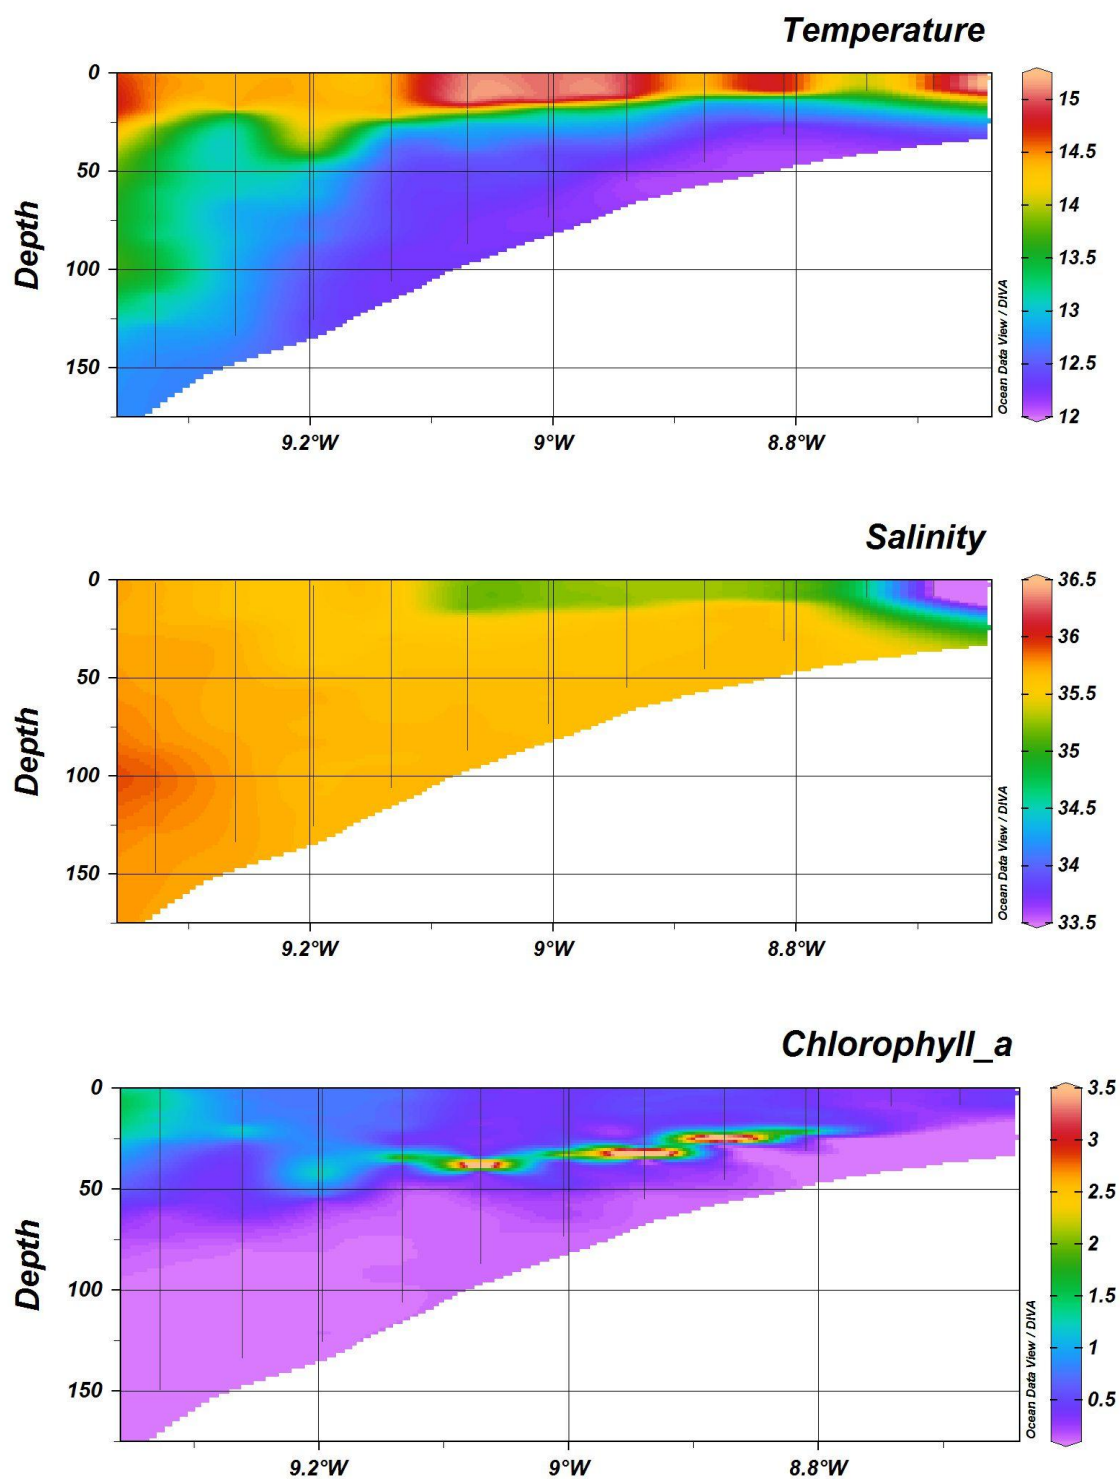 Temperature
0
50
100
150
Depth
9.2°W
9°W
8.8°W
Ocean Data View / DIVA
15
14.5
14
13.5
13
12.5
12
Salinity
0
50
100
150
Depth
9.2°W
9°W
8.8°W
Ocean Data View / DIVA
36.5
36
35.5
35
34.5
34
33.5
Chlorophyll_a
0
50
100
150
Depth
9.2°W
9°W
8.8°W
Ocean Data View / DIVA
3.5
3
2.5
2
1.5
1
0.5